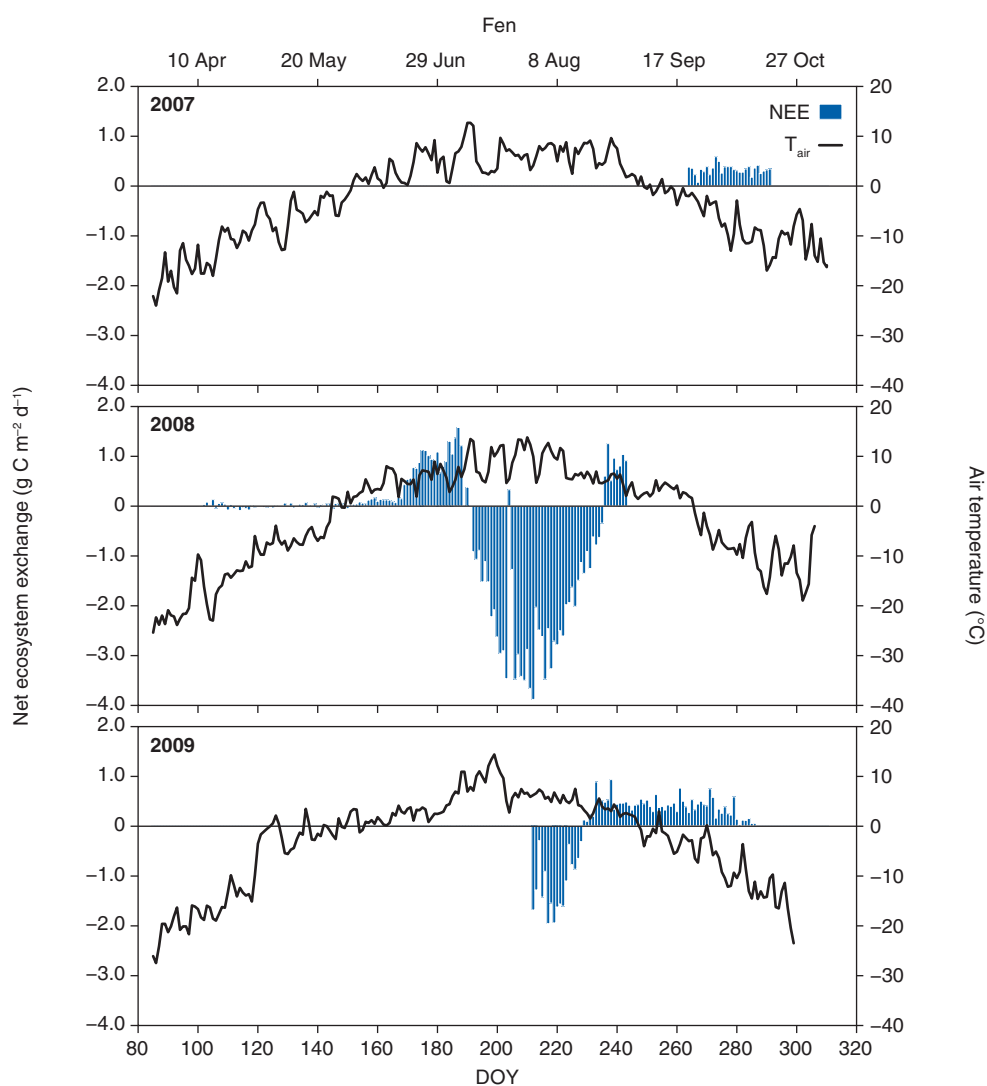 Fen
10 Apr 20 May 29 Jun 8 Aug 17 Sep 27 Oct
2007
NEE
Tair
2.0 1.0 0 −1.0 −2.0 −3.0 −4.0
20 10 0 −10 −20 −30 −40
2008
2.0 1.0 0 −1.0 −2.0 −3.0 −4.0
20 10 0 −10 −20 −30 −40
Net ecosystem exchange (g C m⁻² d⁻¹)
Air temperature (°C)
2009
2.0 1.0 0 −1.0 −2.0 −3.0 −4.0
20 10 0 −10 −20 −30 −40
80 100 120 140 160 180 200 220 240 260 280 300 320
DOY